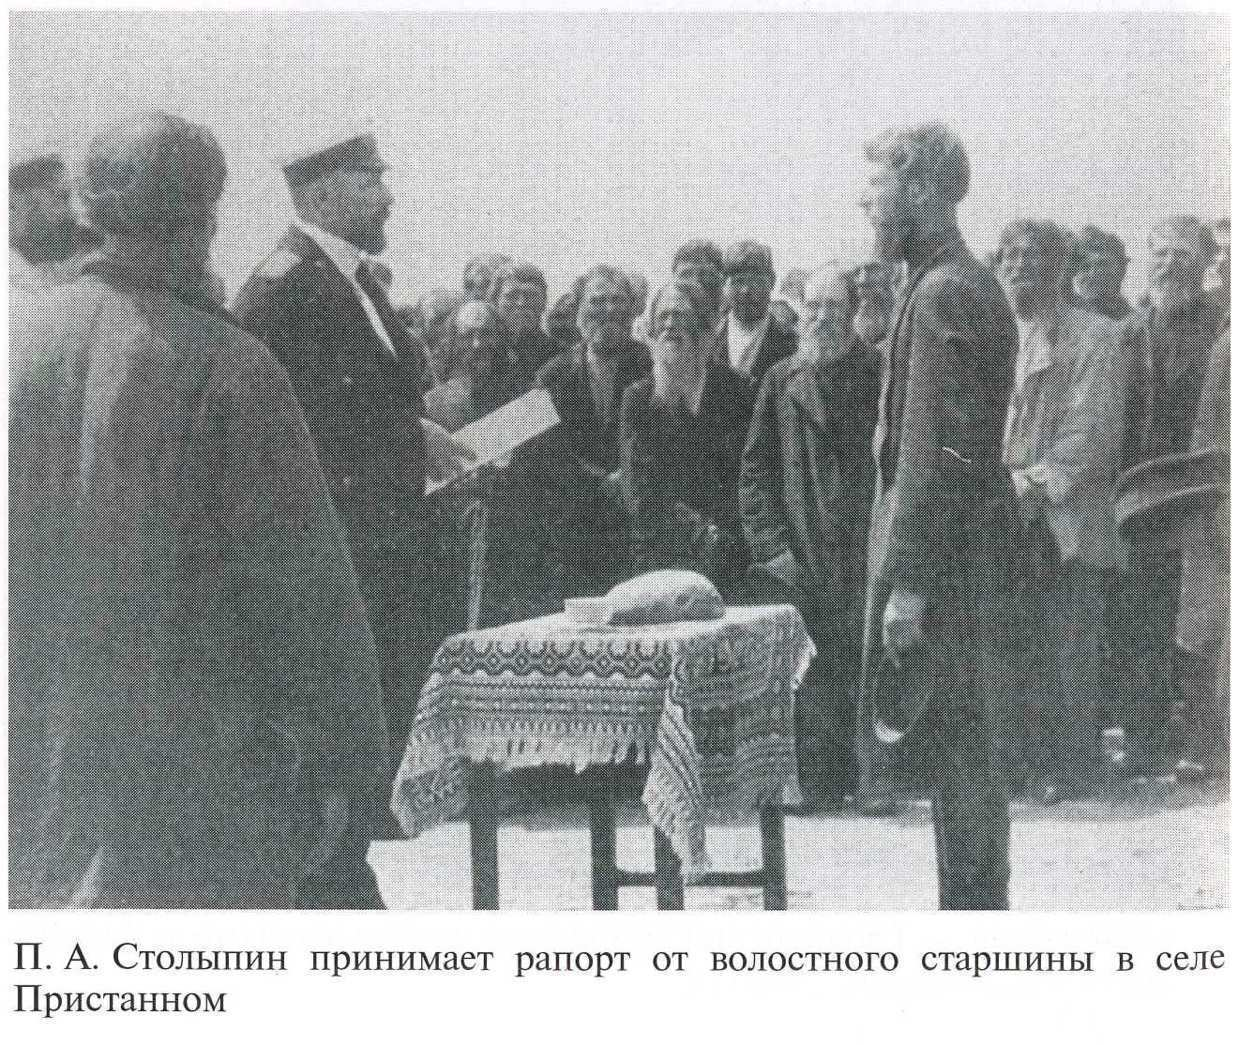 П. А. Столыпин принимает рапорт от волостного старшины в селе
Пристанном